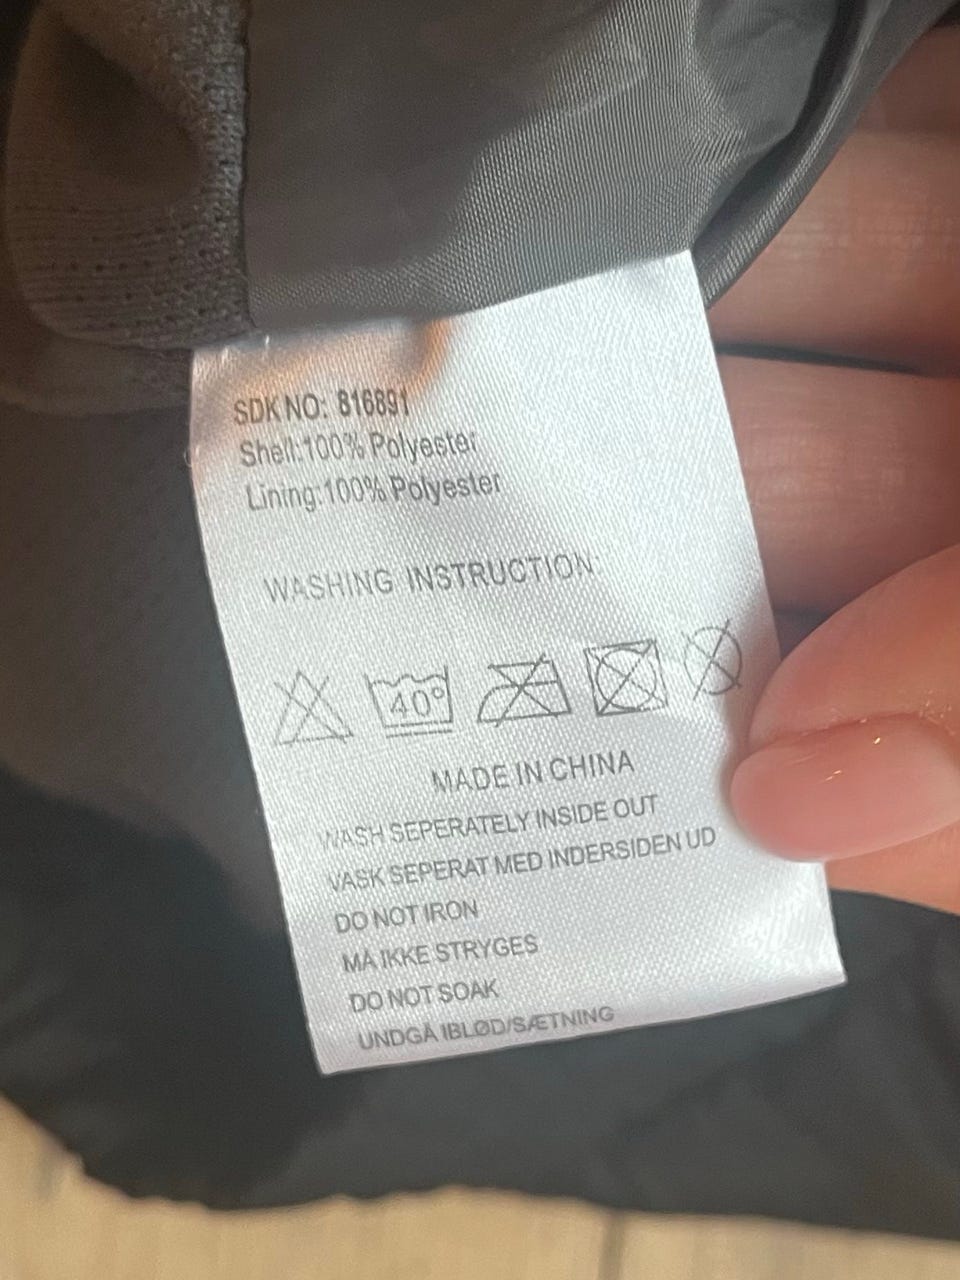 SDK NO: 816891
Shell:100% Polyester
Lining:100% Polyester
WASHING INSTRUCTION:
40°
MADE IN CHINA
WASH SEPERATELY INSIDE OUT
VASK SEPERAT MED INDERSIDEN UD
DO NOT IRON
MÅ IKKE STRYGES
DO NOT SOAK
UNDGÅ IBLØD/SÆTNING